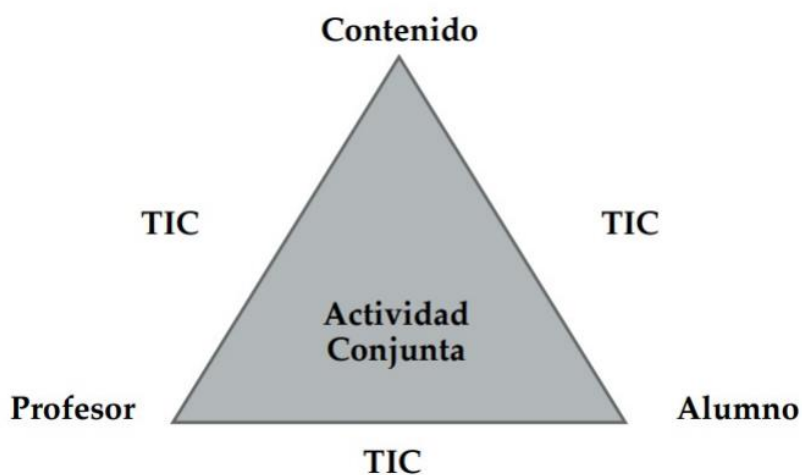 Contenido
TIC
TIC
Actividad
Conjunta
Profesor
Alumno
TIC